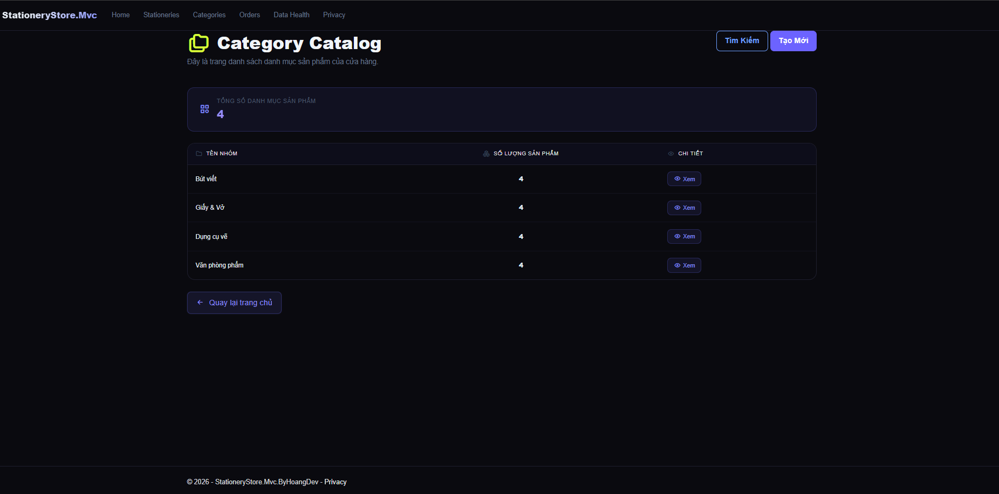 StationeryStore.Mvc Home Stationeries Categories Orders Data Health Privacy
Category Catalog
Tìm Kiếm Tạo Mới
Đây là trang danh sách danh mục sản phẩm của cửa hàng.
TỔNG SỐ DANH MỤC SẢN PHẨM
4
TÊN NHÓM SỐ LƯỢNG SẢN PHẨM CHI TIẾT
Bút viết 4 Xem
Giấy & Vở 4 Xem
Dụng cụ vẽ 4 Xem
Văn phòng phẩm 4 Xem
Quay lại trang chủ
© 2026 - StationeryStore.Mvc.ByHoangDev - Privacy